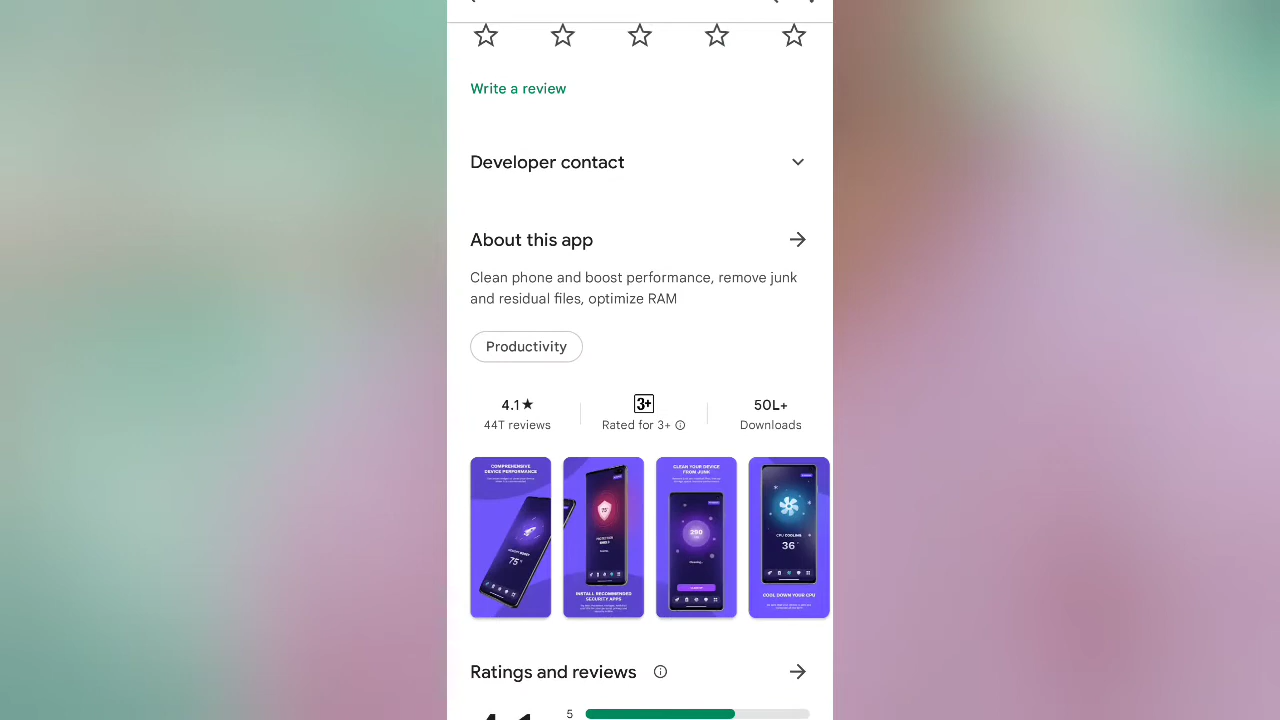 Write a review
Developer contact
About this app
Clean phone and boost performance, remove junk
and residual files, optimize RAM
Productivity
4.1★
44T reviews
3+
Rated for 3+
50L+
Downloads
COMPREHENSIVE
DEVICE PERFORMANCE
75
INSTALL RECOMMENDED
SECURITY APPS
CLEAN YOUR DEVICE
FROM JUNK
290
CPU COOLING
36°
COOL DOWN YOUR CPU
Ratings and reviews
5